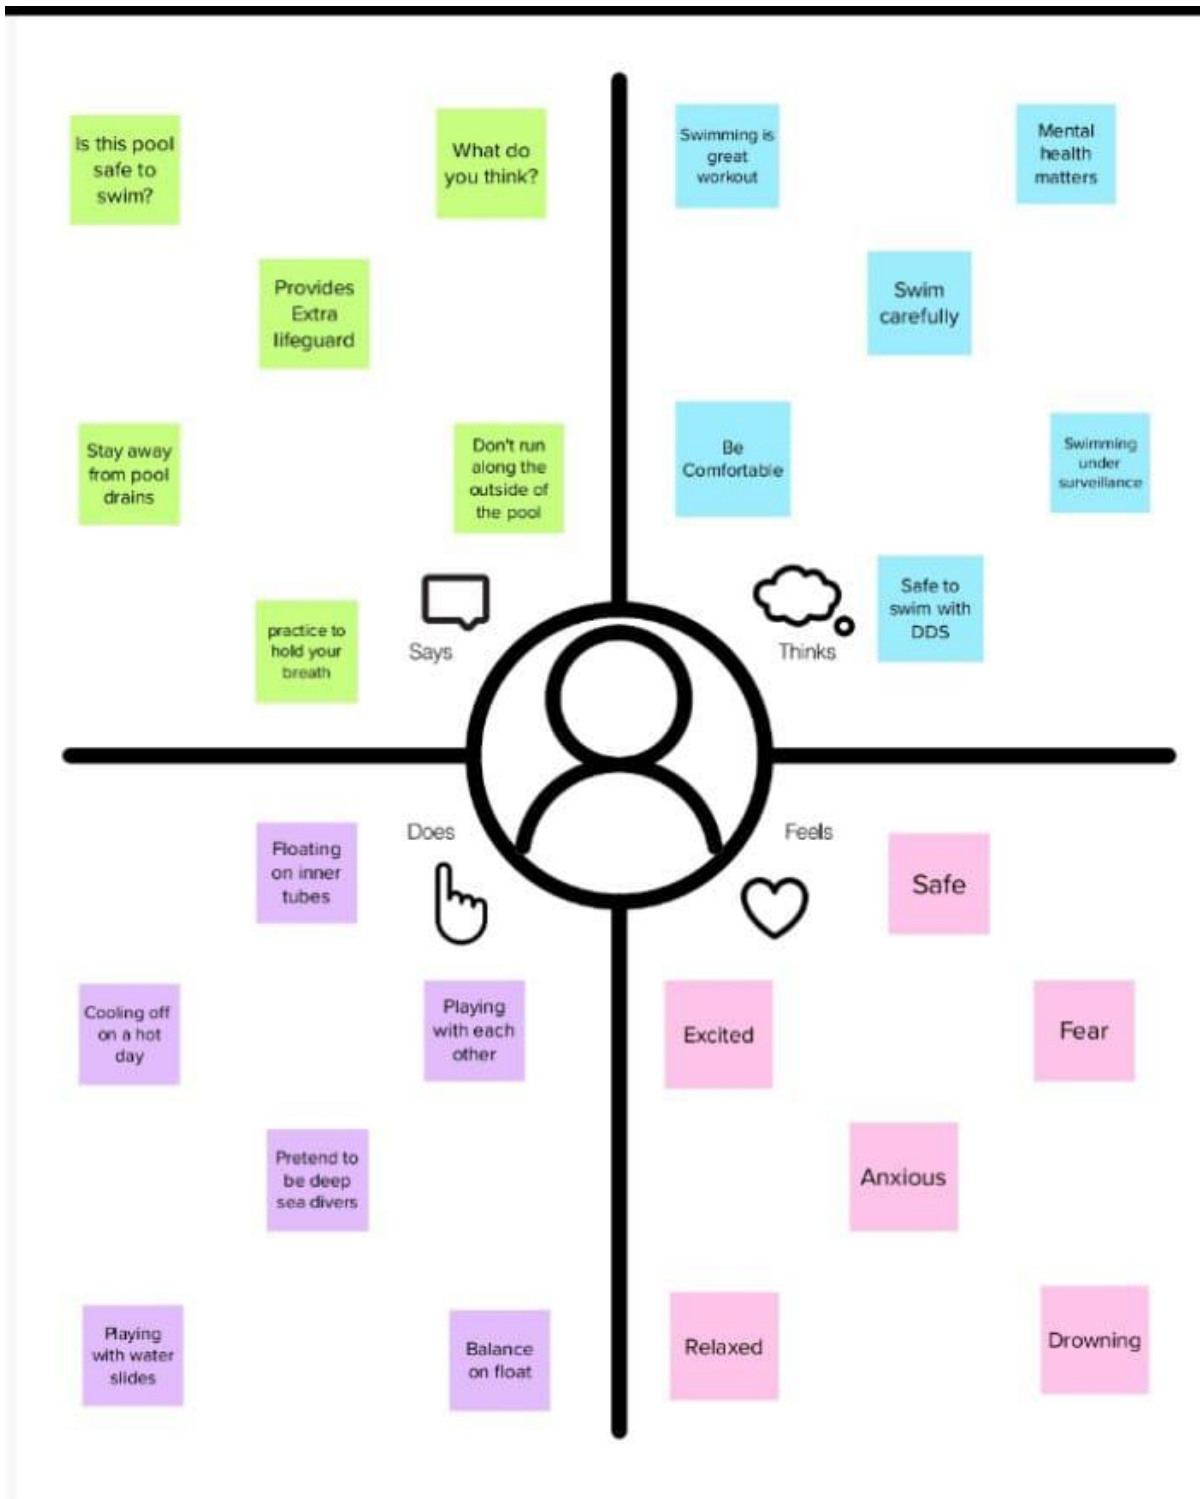 Is this pool
safe to
swim?
What do
you think?
Provides
Extra
lifeguard
Stay away
from pool
drains
Don't run
along the
outside of
the pool
practice to
hold your
breath
Says
Swimming is
great
workout
Mental
health
matters
Swim
carefully
Be
Comfortable
Swimming
under
surveillance
Safe to
swim with
DDS
Thinks
Does
Floating
on inner
tubes
Cooling off
on a hot
day
Playing
with each
other
Pretend to
be deep
sea divers
Playing
with water
slides
Balance
on float
Feels
Safe
Excited
Fear
Anxious
Relaxed
Drowning